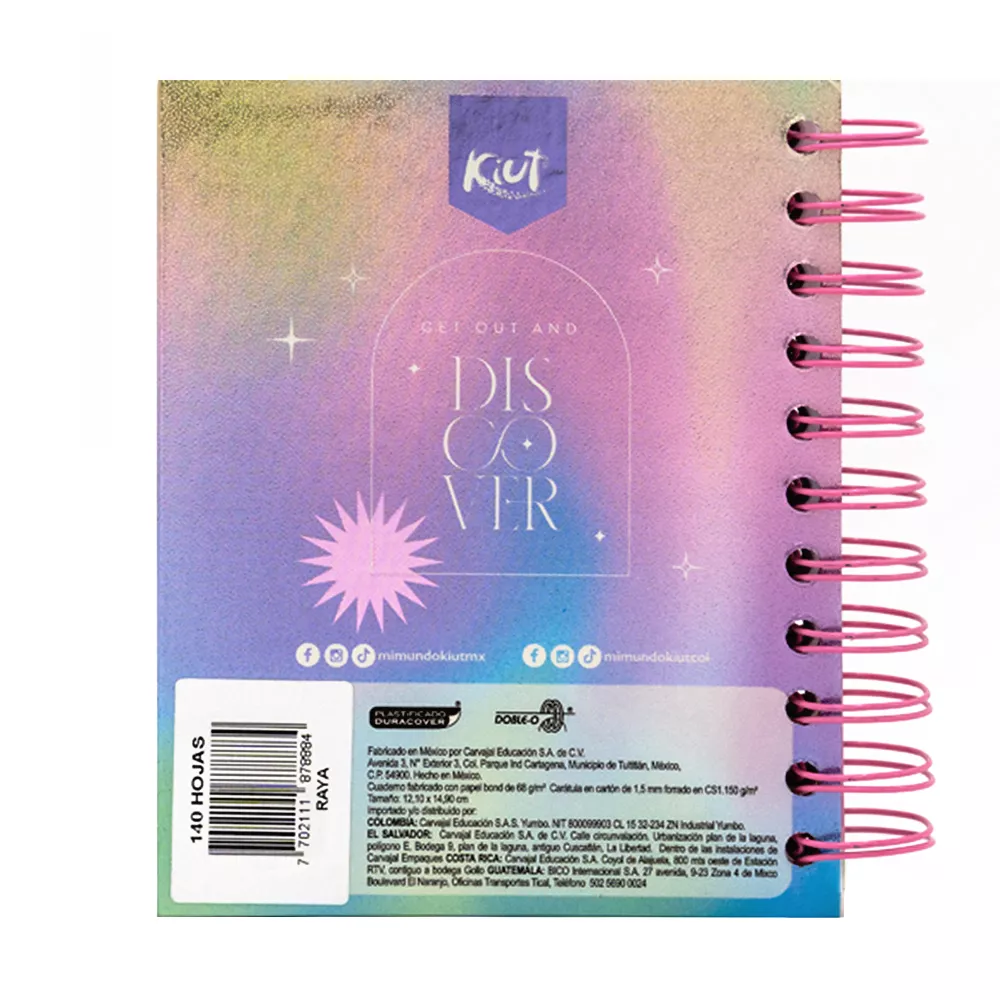 Kiut
GET OUT AND
DIS
CO
VER
mimundokiutmx mimundokiutcol
140 HOJAS
7 702111 878884
RAYA
PLASTIFICADO
DURACOVER
DOBLE-O
Fabricado en México por Carvajal Educación S.A. de C.V.
Avenida 3, N° Exterior 3, Col. Parque Ind Cartagena, Municipio de Tultitlán, México,
C.P. 54900. Hecho en México.
Cuaderno fabricado con papel bond de 68 g/m² Carátula en cartón de 1,5 mm forrado en CS1.150 g/m²
Tamaño: 12,10 x 14,90 cm
Importado y/o distribuido por:
COLOMBIA: Carvajal Educación S.A.S. Yumbo. NIT 800099903 CL 15 32-234 ZN Industrial Yumbo.
EL SALVADOR: Carvajal Educación S.A. de C.V. Calle circunvalación. Urbanización plan de la laguna,
polígono E, Bodega 9, plan de la laguna, antiguo Cuscatlán, La Libertad. Dentro de las instalaciones de
Carvajal Empaques COSTA RICA: Carvajal Educación S.A. Coyol de Alajuela, 800 mts oeste de Estación
RTV, contiguo a bodega Gollo GUATEMALA: BICO Internacional S.A. 27 avenida, 9-23 Zona 4 de Mixco
Boulevard El Naranjo, Oficinas Transportes Tical, Teléfono 502 5690 0024